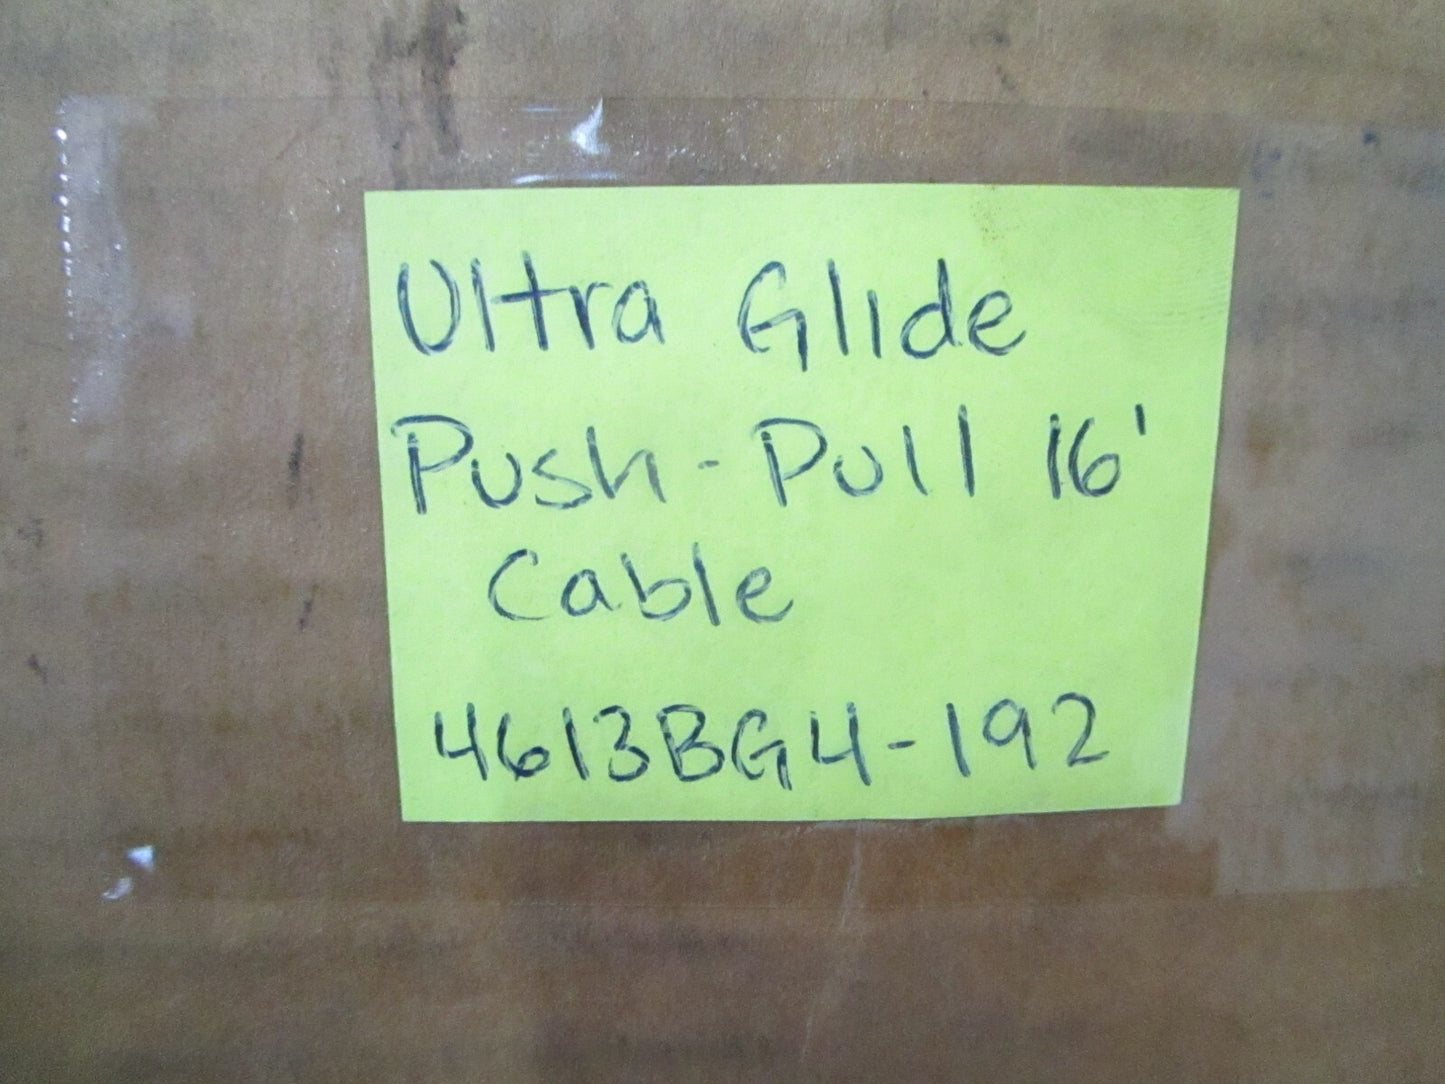 Ultra Glide
Push-Pull 16'
Cable
4613BG4-192